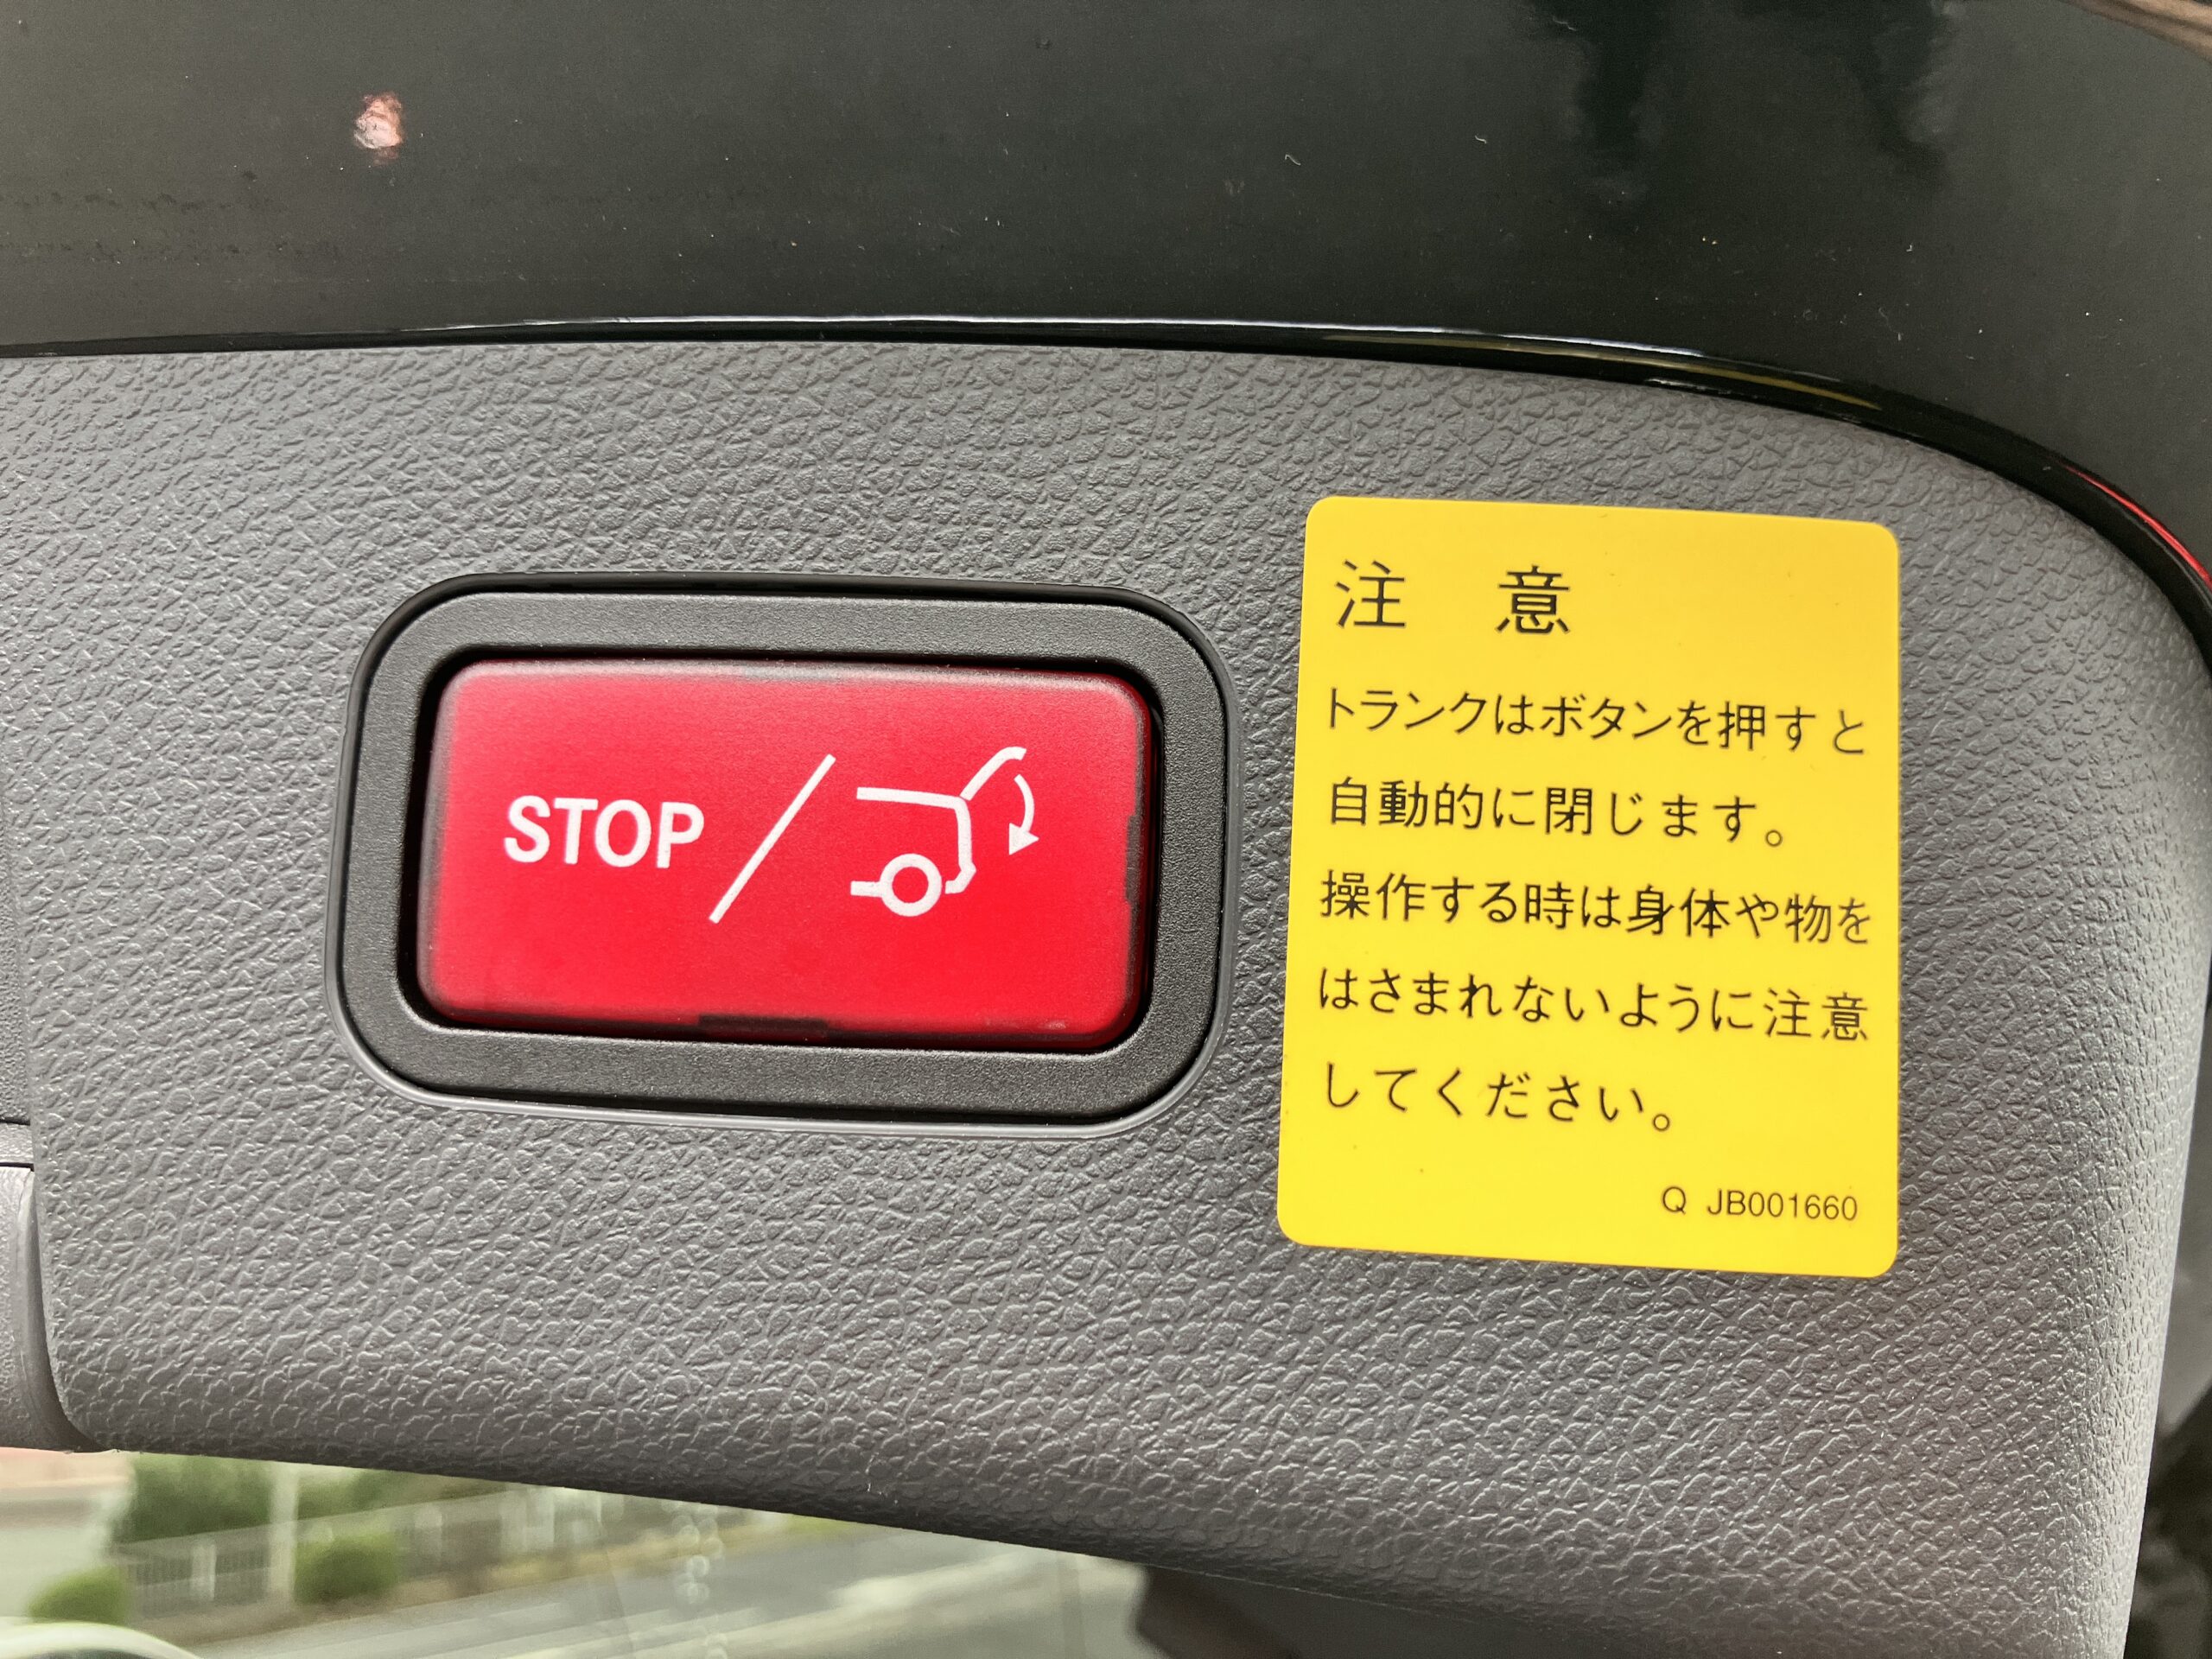 STOP
注 意
トランクはボタンを押すと
自動的に閉じます。
操作する時は身体や物を
はさまれないように注意
してください。
Q JB001660